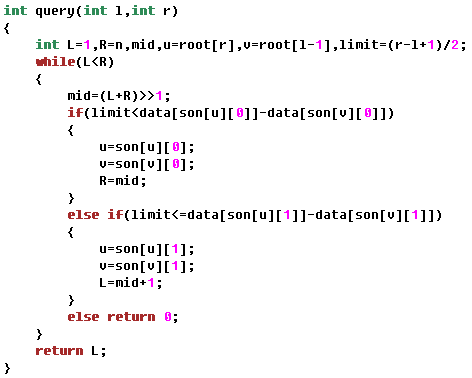 int query(int l,int r)
{
    int L=1,R=n,mid,u=root[r],v=root[l-1],limit=(r-l+1)/2;
    while(L<R)
    {
        mid=(L+R)>>1;
        if(limit<data[son[u][0]]-data[son[v][0]])
        {
            u=son[u][0];
            v=son[v][0];
            R=mid;
        }
        else if(limit<=data[son[u][1]]-data[son[v][1]])
        {
            u=son[u][1];
            v=son[v][1];
            L=mid+1;
        }
        else return 0;
    }
    return L;
}